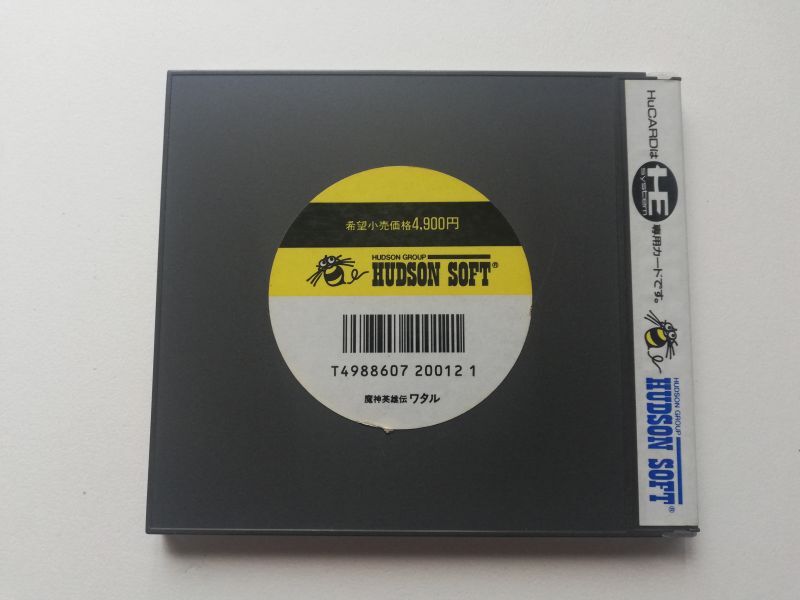 希望小売価格4,900円
HUDSON GROUP
HUDSON SOFT®
T4988607 20012 1
魔神英雄伝 ワタル
HuCARDは
HE
system
専用カードです。
HUDSON GROUP
HUDSON SOFT®